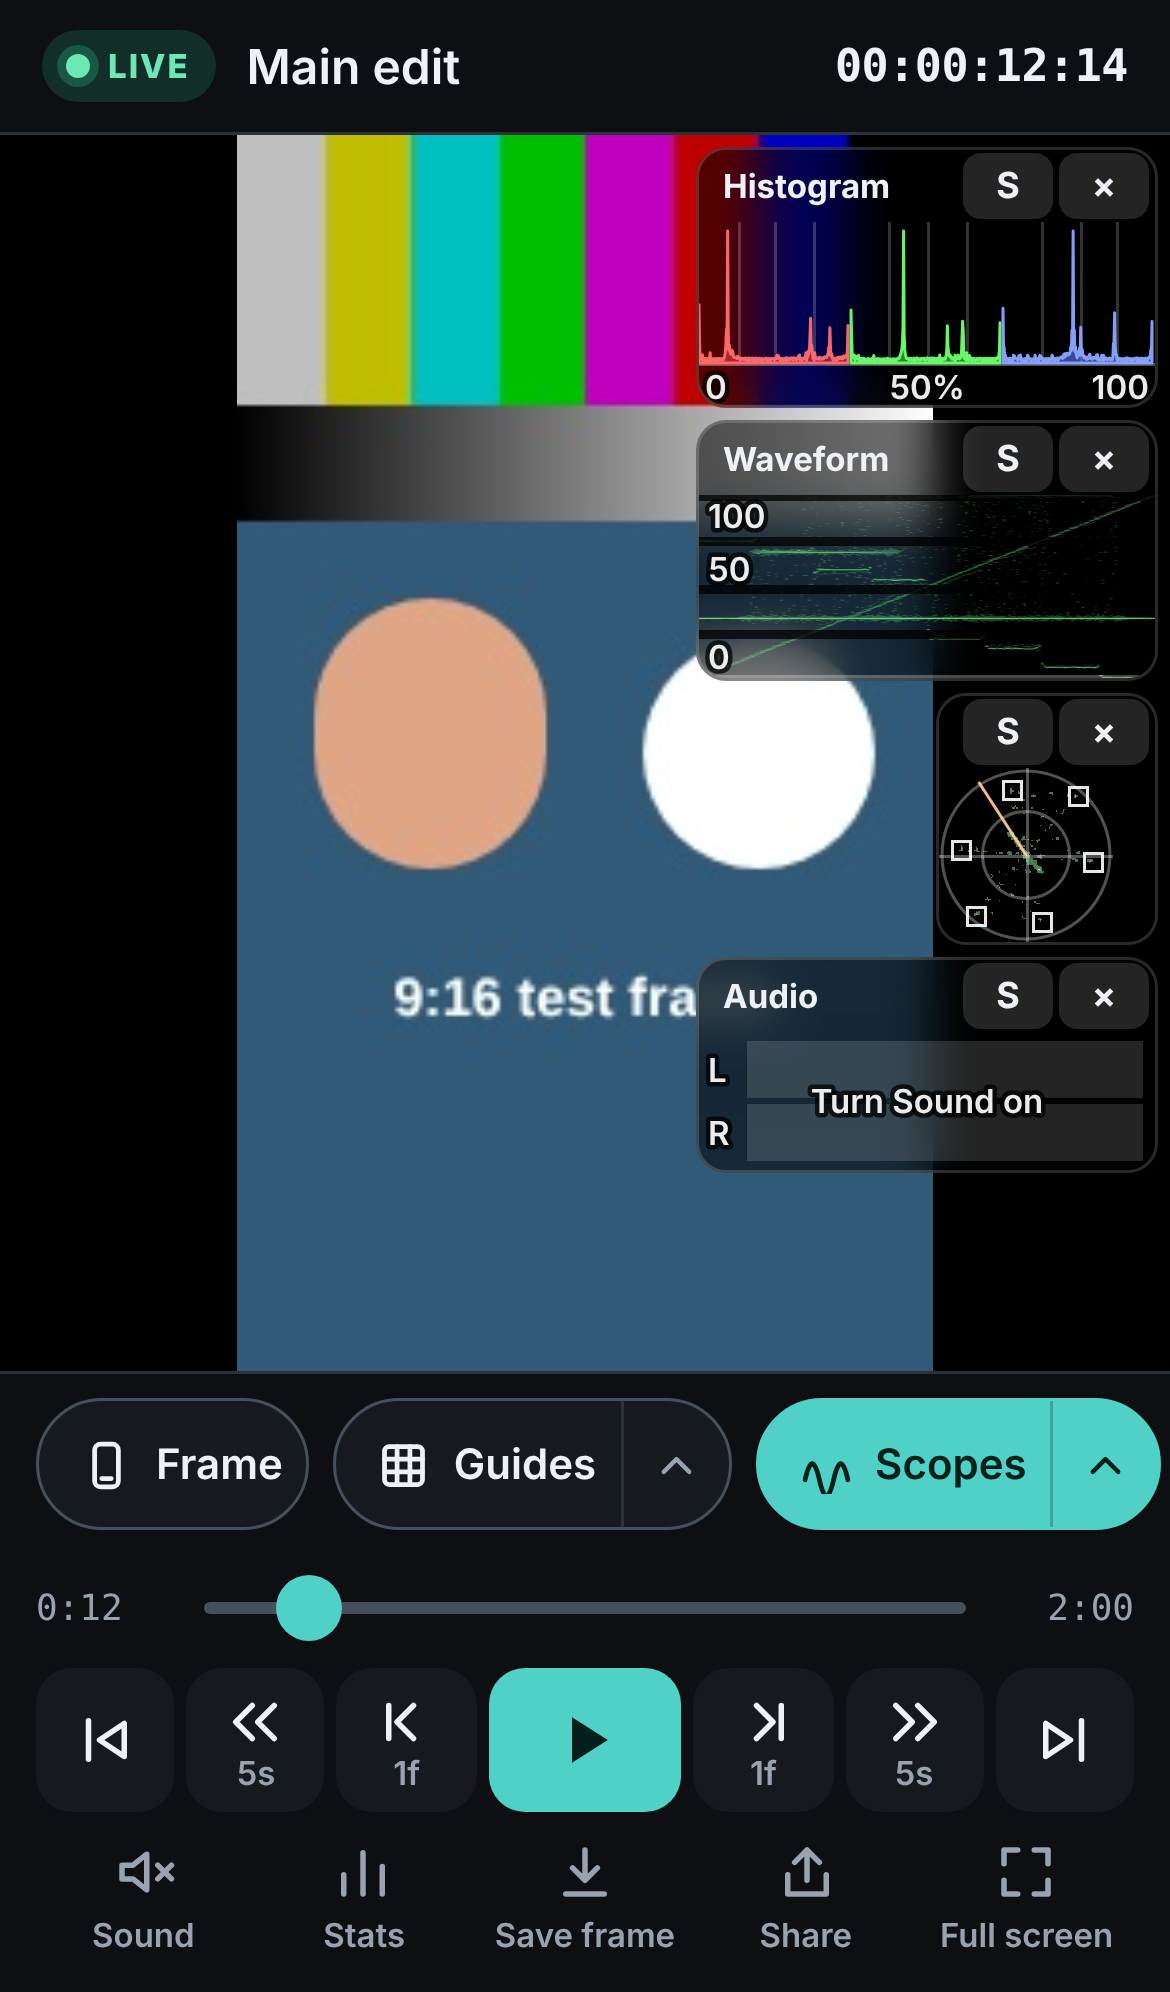 LIVE Main edit 00:00:12:14
Histogram S ×
0 50% 100
Waveform S ×
100
50
0
S ×
9:16 test fra
Audio S ×
L
Turn Sound on
R
Frame Guides Scopes
0:12 2:00
5s 1f 1f 5s
Sound Stats Save frame Share Full screen